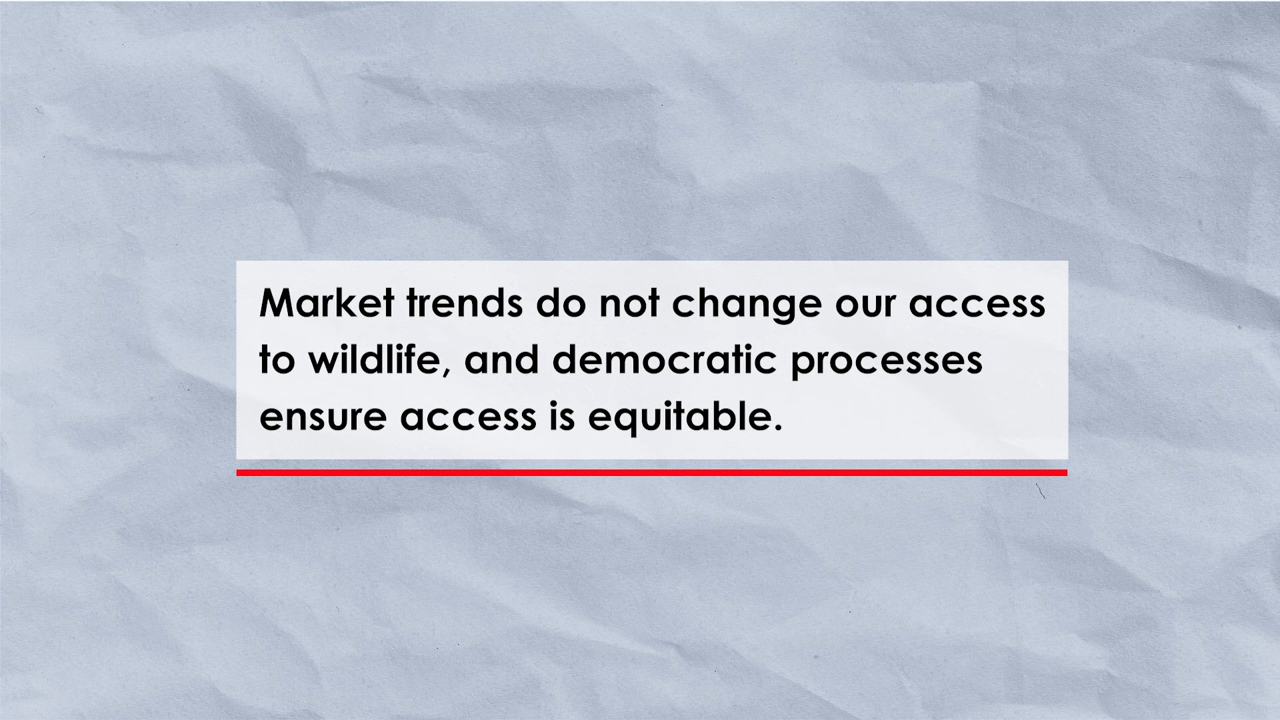 Market trends do not change our access
to wildlife, and democratic processes
ensure access is equitable.